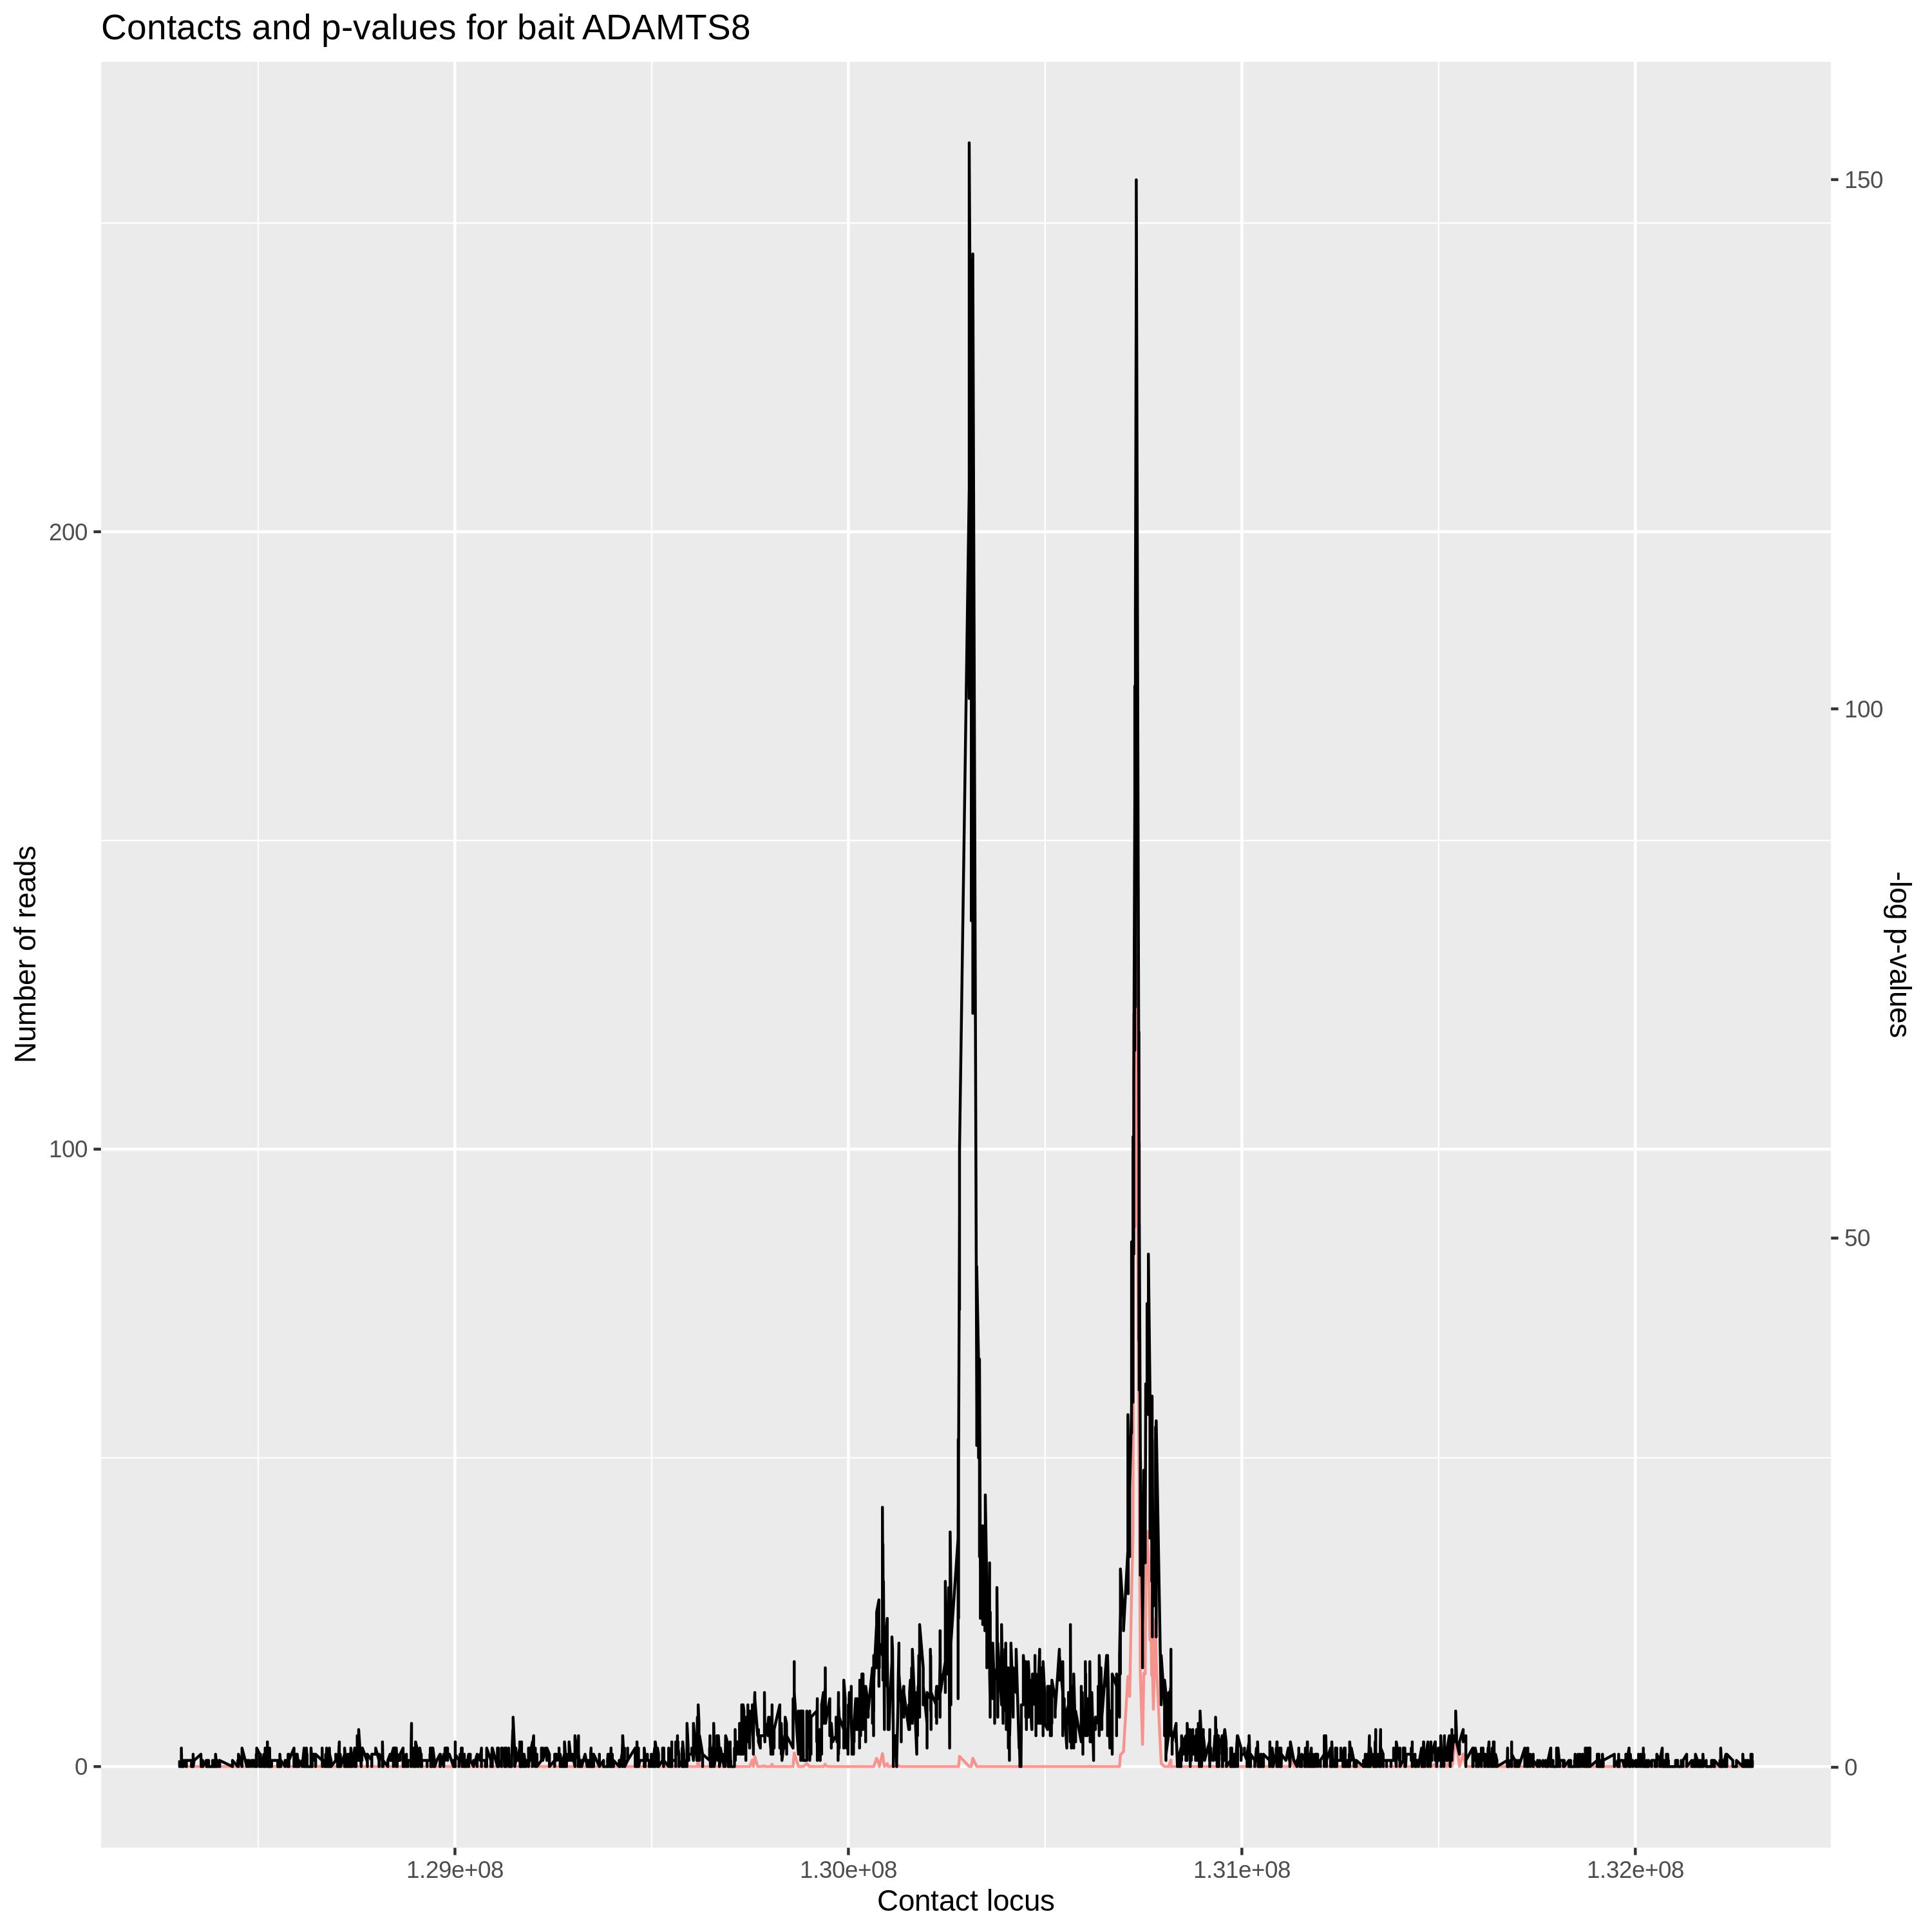 Contacts and p-values for bait ADAMTS8
Number of reads
200
100
0
150
100
50
0
-log p-values
1.29e+08
1.30e+08
1.31e+08
1.32e+08
Contact locus